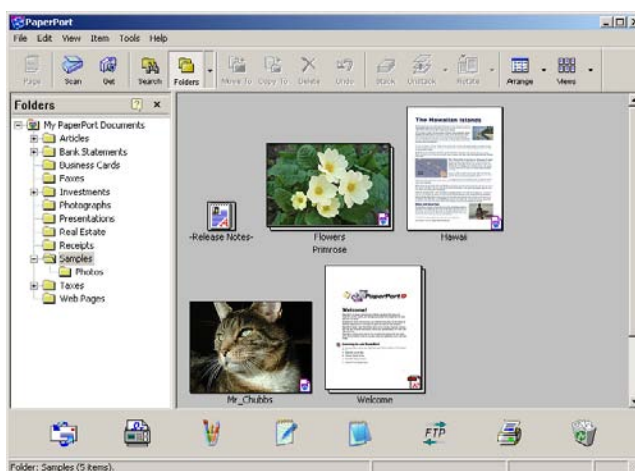 PaperPort
File Edit View Item Tools Help
Page Scan Get Search Folders Move To Copy To Delete Undo Stack Unstack Rotate Arrange Views
Folders
My PaperPort Documents
Articles
Bank Statements
Business Cards
Faxes
Investments
Photographs
Presentations
Real Estate
Receipts
Samples
Photos
Taxes
Web Pages
The Hawaiian Islands
-Release Notes-
Flowers
Primrose
Hawaii
PaperPort
Welcome!
Mr_Chubbs
Welcome
FTP
Folder: Samples (5 items).